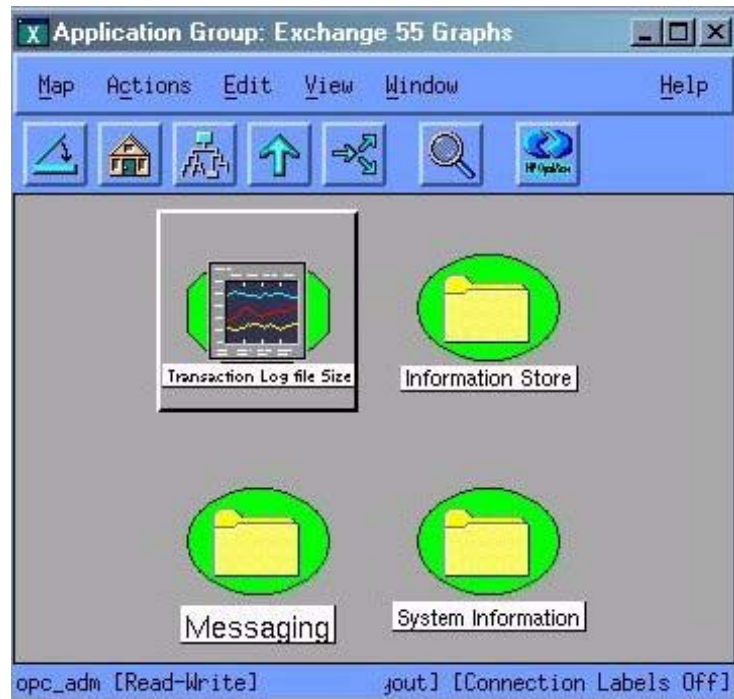 X Application Group: Exchange 55 Graphs
Map Actions Edit View Window Help
Transaction Log file Size
Information Store
Messaging
System Information
opc_adm [Read-Write] gout] [Connection Labels Off]